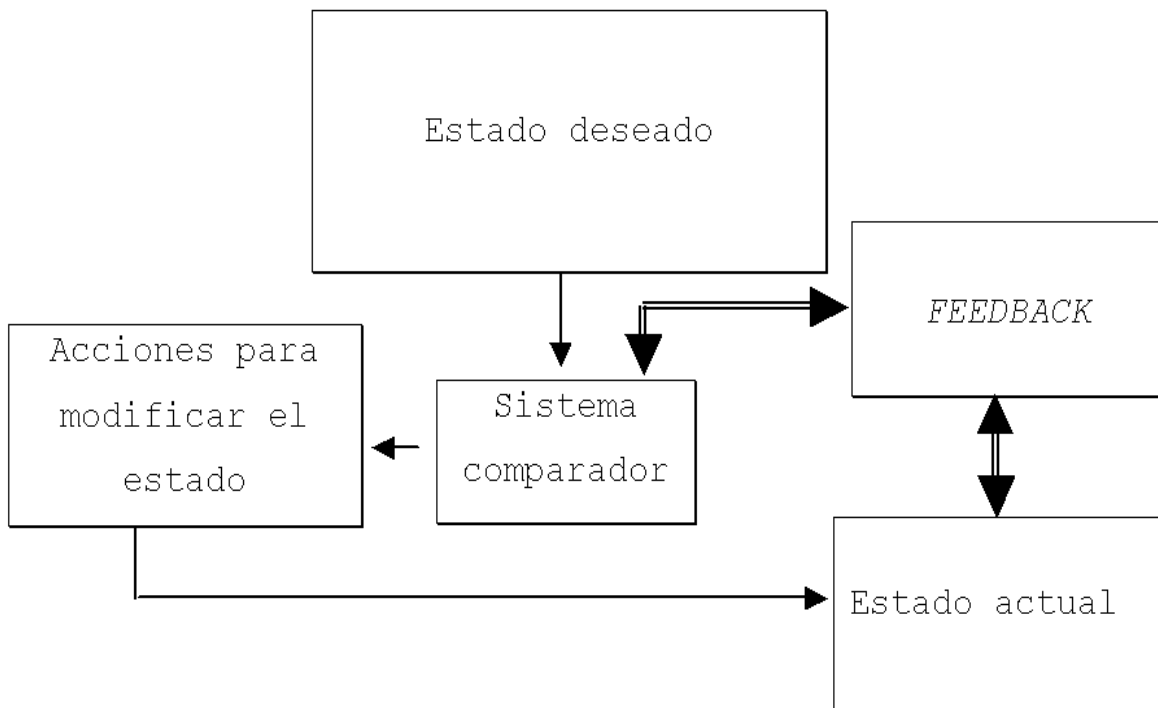 Estado deseado
FEEDBACK
Acciones para
modificar el
estado
Sistema
comparador
Estado actual